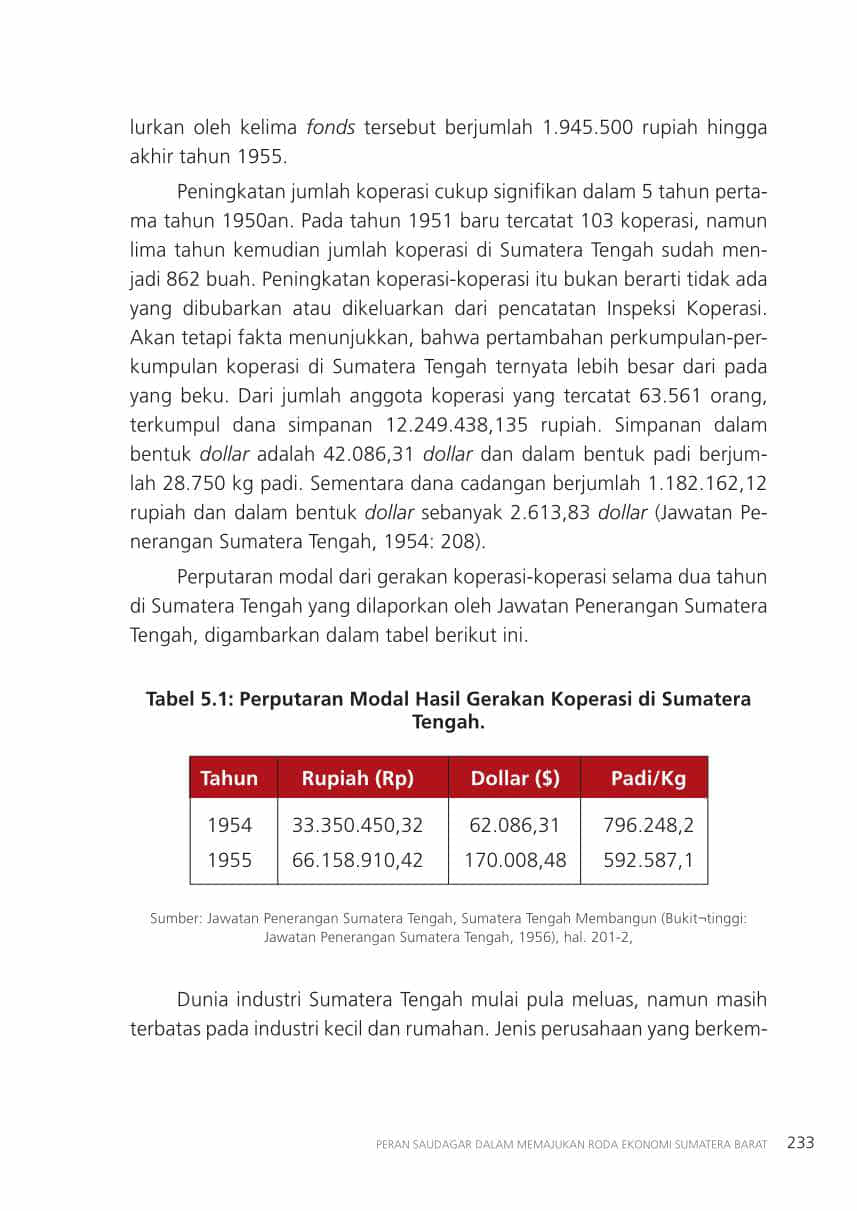 lurkan oleh kelima fonds tersebut berjumlah 1.945.500 rupiah hingga
akhir tahun 1955.
Peningkatan jumlah koperasi cukup signifikan dalam 5 tahun perta-
ma tahun 1950an. Pada tahun 1951 baru tercatat 103 koperasi, namun
lima tahun kemudian jumlah koperasi di Sumatera Tengah sudah men-
jadi 862 buah. Peningkatan koperasi-koperasi itu bukan berarti tidak ada
yang dibubarkan atau dikeluarkan dari pencatatan Inspeksi Koperasi.
Akan tetapi fakta menunjukkan, bahwa pertambahan perkumpulan-per-
kumpulan koperasi di Sumatera Tengah ternyata lebih besar dari pada
yang beku. Dari jumlah anggota koperasi yang tercatat 63.561 orang,
terkumpul dana simpanan 12.249.438,135 rupiah. Simpanan dalam
bentuk dollar adalah 42.086,31 dollar dan dalam bentuk padi berjum-
lah 28.750 kg padi. Sementara dana cadangan berjumlah 1.182.162,12
rupiah dan dalam bentuk dollar sebanyak 2.613,83 dollar (Jawatan Pe-
nerangan Sumatera Tengah, 1954: 208).
Perputaran modal dari gerakan koperasi-koperasi selama dua tahun
di Sumatera Tengah yang dilaporkan oleh Jawatan Penerangan Sumatera
Tengah, digambarkan dalam tabel berikut ini.
Tabel 5.1: Perputaran Modal Hasil Gerakan Koperasi di Sumatera
Tengah.
Tahun Rupiah (Rp) Dollar ($) Padi/Kg
1954 33.350.450,32 62.086,31 796.248,2
1955 66.158.910,42 170.008,48 592.587,1
Sumber: Jawatan Penerangan Sumatera Tengah, Sumatera Tengah Membangun (Bukit¬tinggi:
Jawatan Penerangan Sumatera Tengah, 1956), hal. 201-2,
Dunia industri Sumatera Tengah mulai pula meluas, namun masih
terbatas pada industri kecil dan rumahan. Jenis perusahaan yang berkem-
PERAN SAUDAGAR DALAM MEMAJUKAN RODA EKONOMI SUMATERA BARAT 233